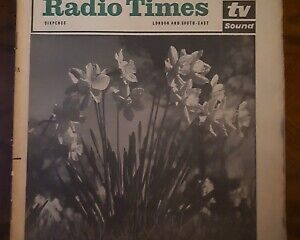 Radio Times
SIXPENCE
LONDON AND SOUTH-EAST
tv
Sound